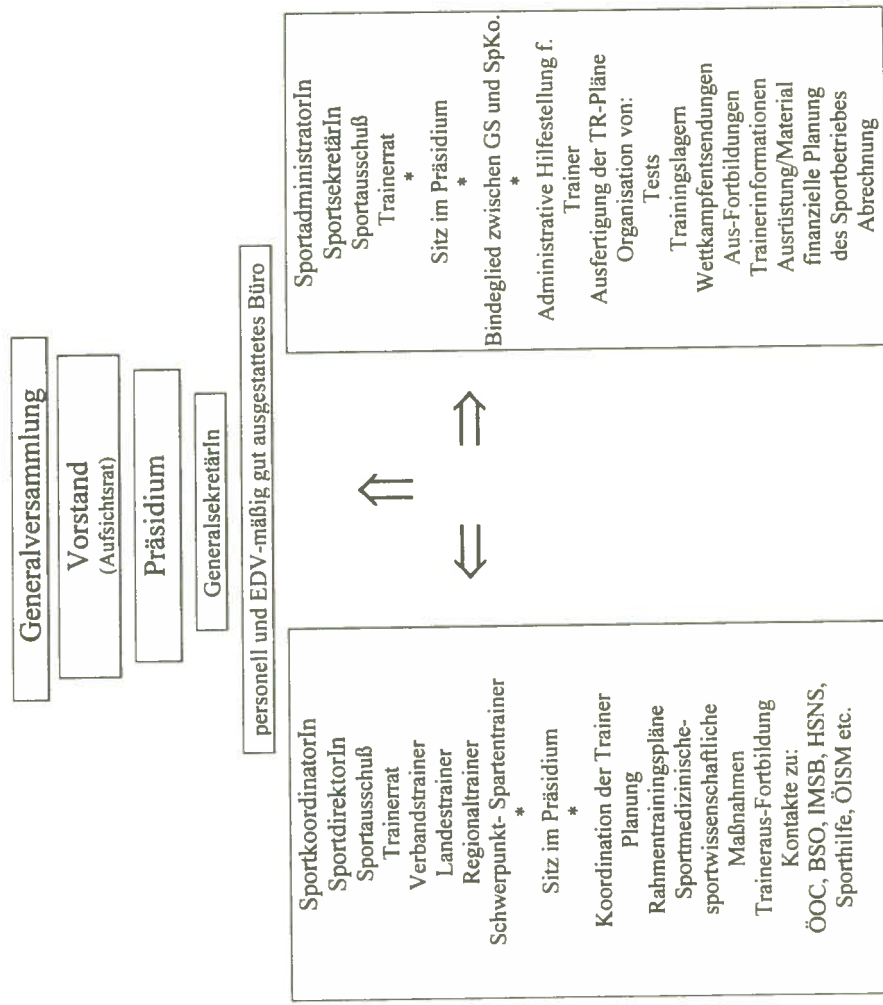 Generalversammlung
Vorstand
(Aufsichtsrat)
Präsidium
GeneralsekretärIn
personell und EDV-mäßig gut ausgestattetes Büro
SportkoordinatorIn
SportdirektorIn
Sportausschuß
Trainerrat
Verbandstrainer
Landestrainer
Regionaltrainer
Schwerpunkt- Spartentrainer
*
Sitz im Präsidium
*
Koordination der Trainer
Planung
Rahmentrainingspläne
Sportmedizinische-
sportwissenschaftliche
Maßnahmen
Traineraus-Fortbildung
Kontakte zu:
ÖOC, BSO, IMSB, HSNS,
Sporthilfe, ÖISM etc.
SportadministratorIn
SportsekretärIn
Sportausschuß
Trainerrat
*
Sitz im Präsidium
*
Bindeglied zwischen GS und SpKo.
*
Administrative Hilfestellung f.
Trainer
Ausfertigung der TR-Pläne
Organisation von:
Tests
Trainingslagern
Wettkampfentsendungen
Aus-Fortbildungen
Trainerinformationen
Ausrüstung/Material
finanzielle Planung
des Sportbetriebes
Abrechnung